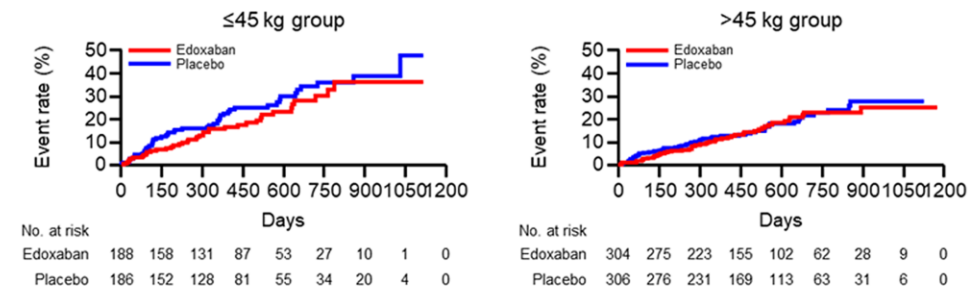 ≤45 kg group
Event rate (%)
50
40
30
20
10
0
Edoxaban
Placebo
0 150 300 450 600 750 900 1050 1200
Days
No. at risk
Edoxaban 188 158 131 87 53 27 10 1 0
Placebo 186 152 128 81 55 34 20 4 0
>45 kg group
Event rate (%)
50
40
30
20
10
0
Edoxaban
Placebo
0 150 300 450 600 750 900 1050 1200
Days
No. at risk
Edoxaban 304 275 223 155 102 62 28 9 0
Placebo 306 276 231 169 113 63 31 6 0